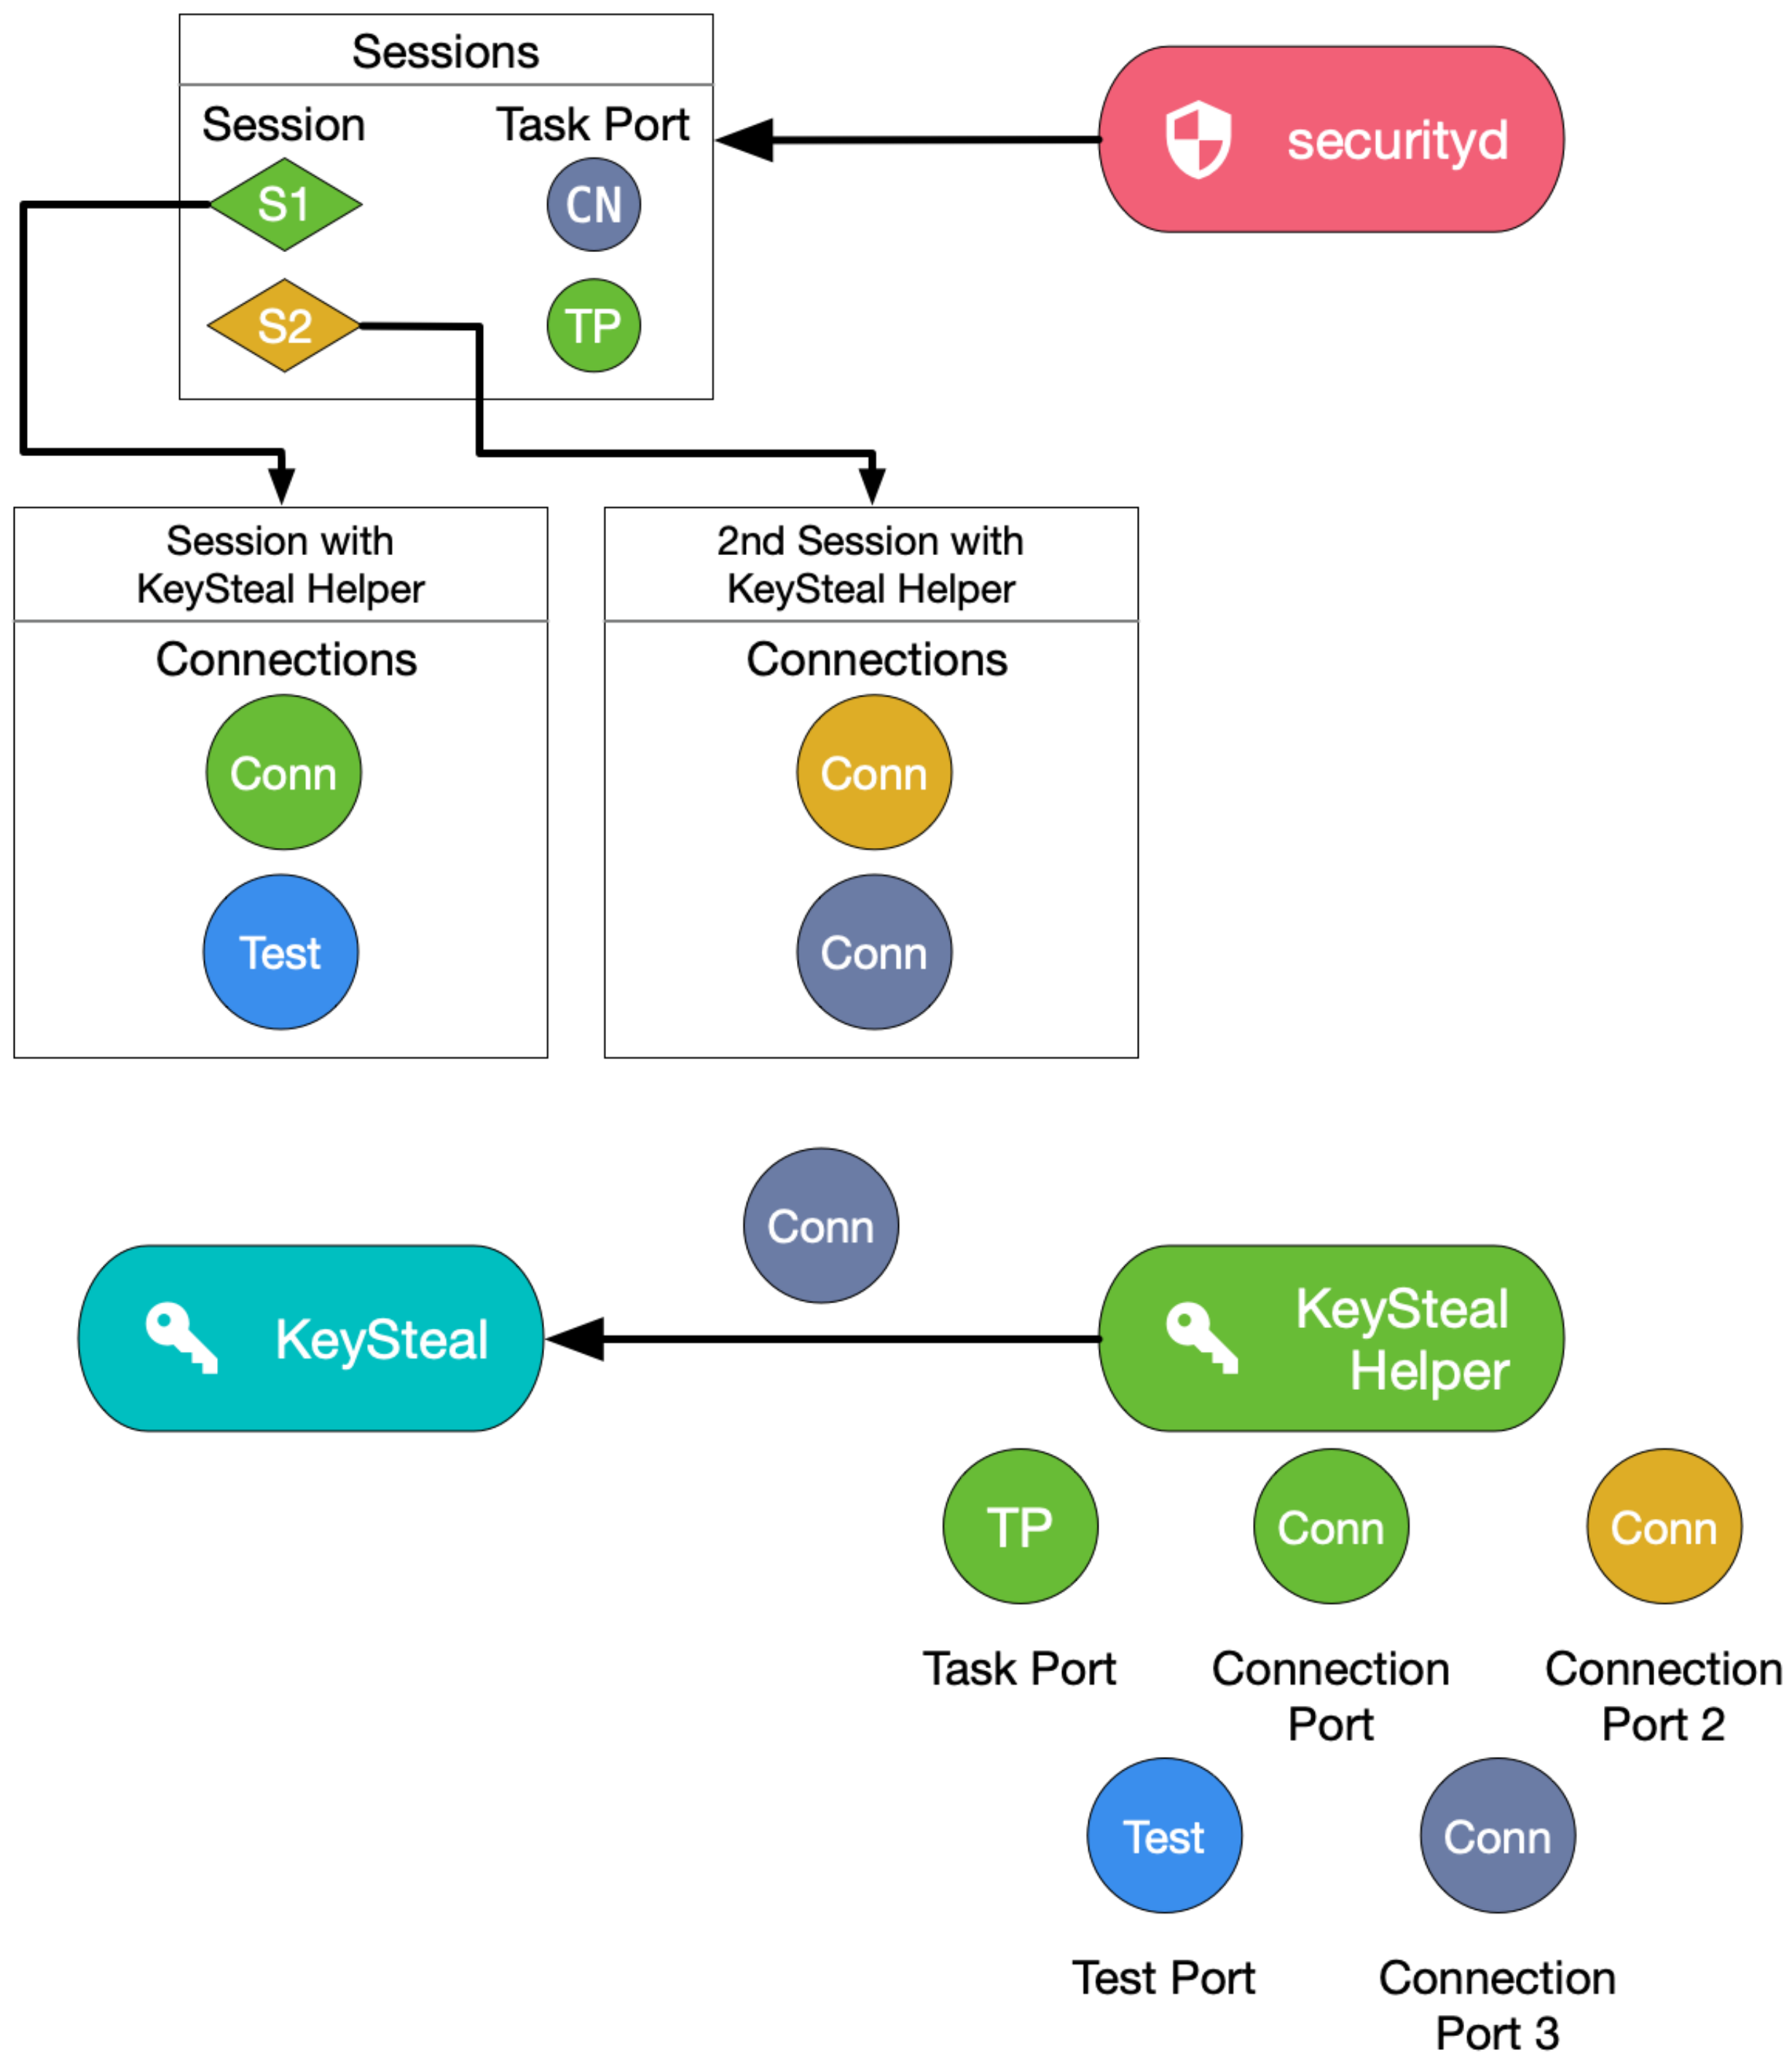 Sessions
Session Task Port
securityd
S1 CN
S2 TP
Session with
KeySteal Helper
Connections
Conn
Test
2nd Session with
KeySteal Helper
Connections
Conn
Conn
Conn
KeySteal
KeySteal
Helper
TP Conn Conn
Task Port
Connection
Port
Connection
Port 2
Test Conn
Test Port
Connection
Port 3